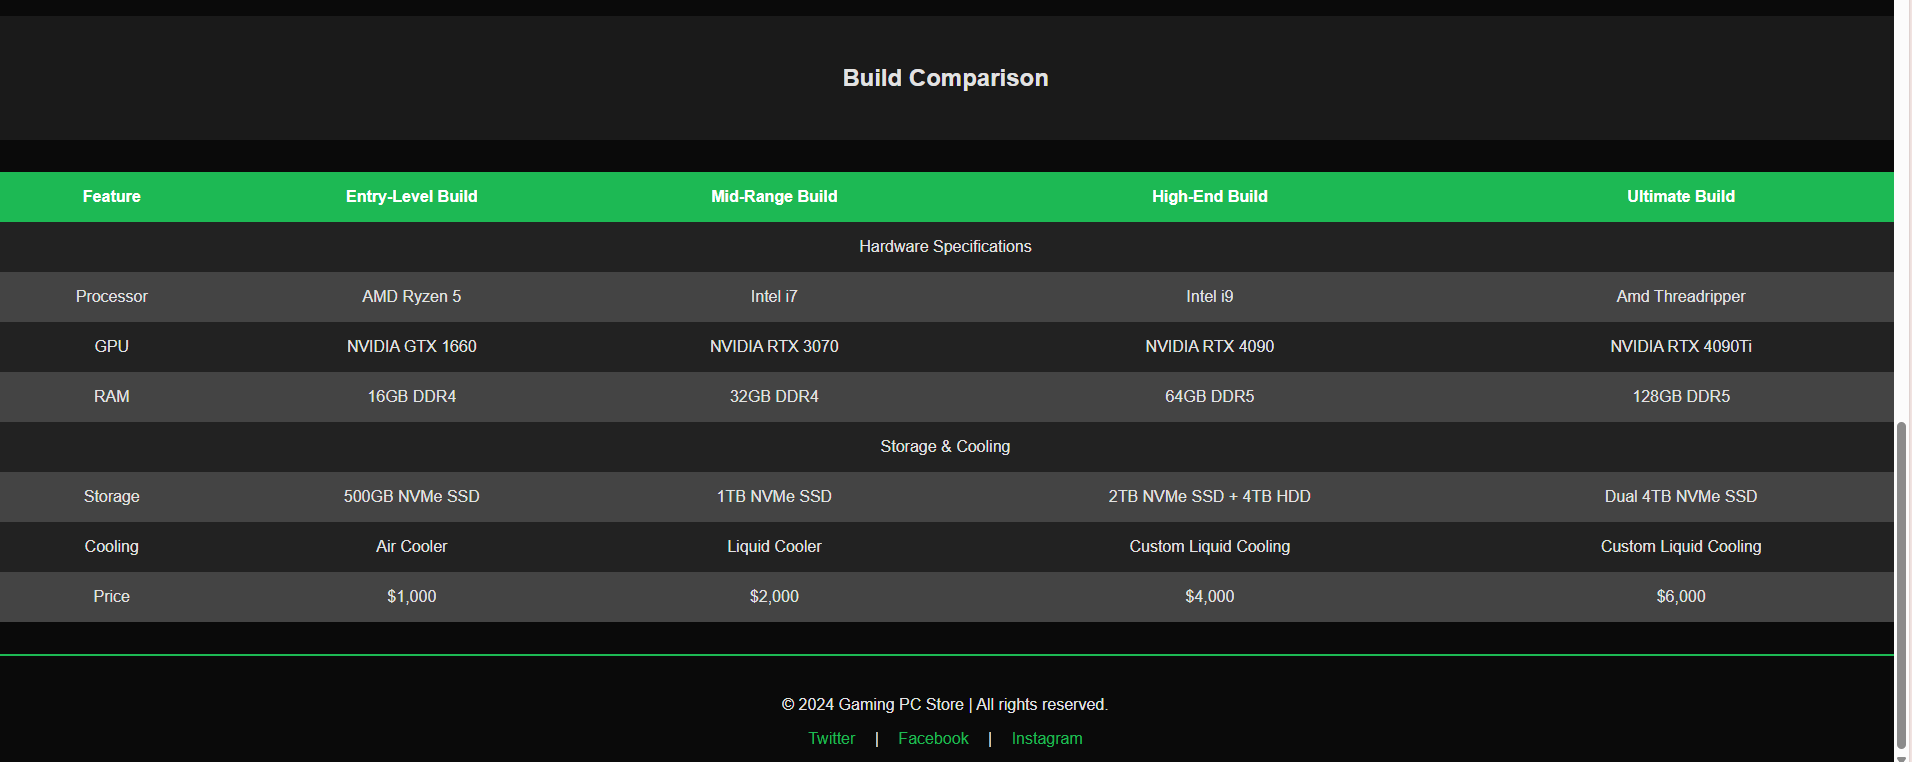 Build Comparison
Feature Entry-Level Build Mid-Range Build High-End Build Ultimate Build
Hardware Specifications
Processor AMD Ryzen 5 Intel i7 Intel i9 Amd Threadripper
GPU NVIDIA GTX 1660 NVIDIA RTX 3070 NVIDIA RTX 4090 NVIDIA RTX 4090Ti
RAM 16GB DDR4 32GB DDR4 64GB DDR5 128GB DDR5
Storage & Cooling
Storage 500GB NVMe SSD 1TB NVMe SSD 2TB NVMe SSD + 4TB HDD Dual 4TB NVMe SSD
Cooling Air Cooler Liquid Cooler Custom Liquid Cooling Custom Liquid Cooling
Price $1,000 $2,000 $4,000 $6,000
© 2024 Gaming PC Store | All rights reserved.
Twitter | Facebook | Instagram